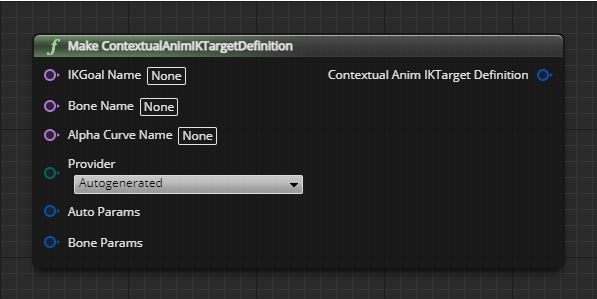 f Make ContextualAnimIKTargetDefinition
IKGoal Name None
Contextual Anim IKTarget Definition
Bone Name None
Alpha Curve Name None
Provider
Autogenerated
Auto Params
Bone Params